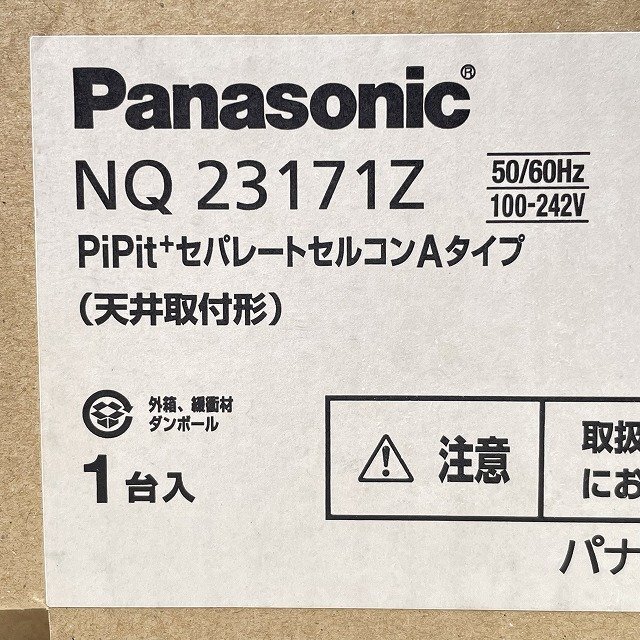 Panasonic®
NQ 23171Z
50/60Hz
100-242V
PiPit+セパレートセルコンAタイプ
(天井取付形)
外箱、緩衝材
ダンボール
1台入
注意
取扱
にお
パナ